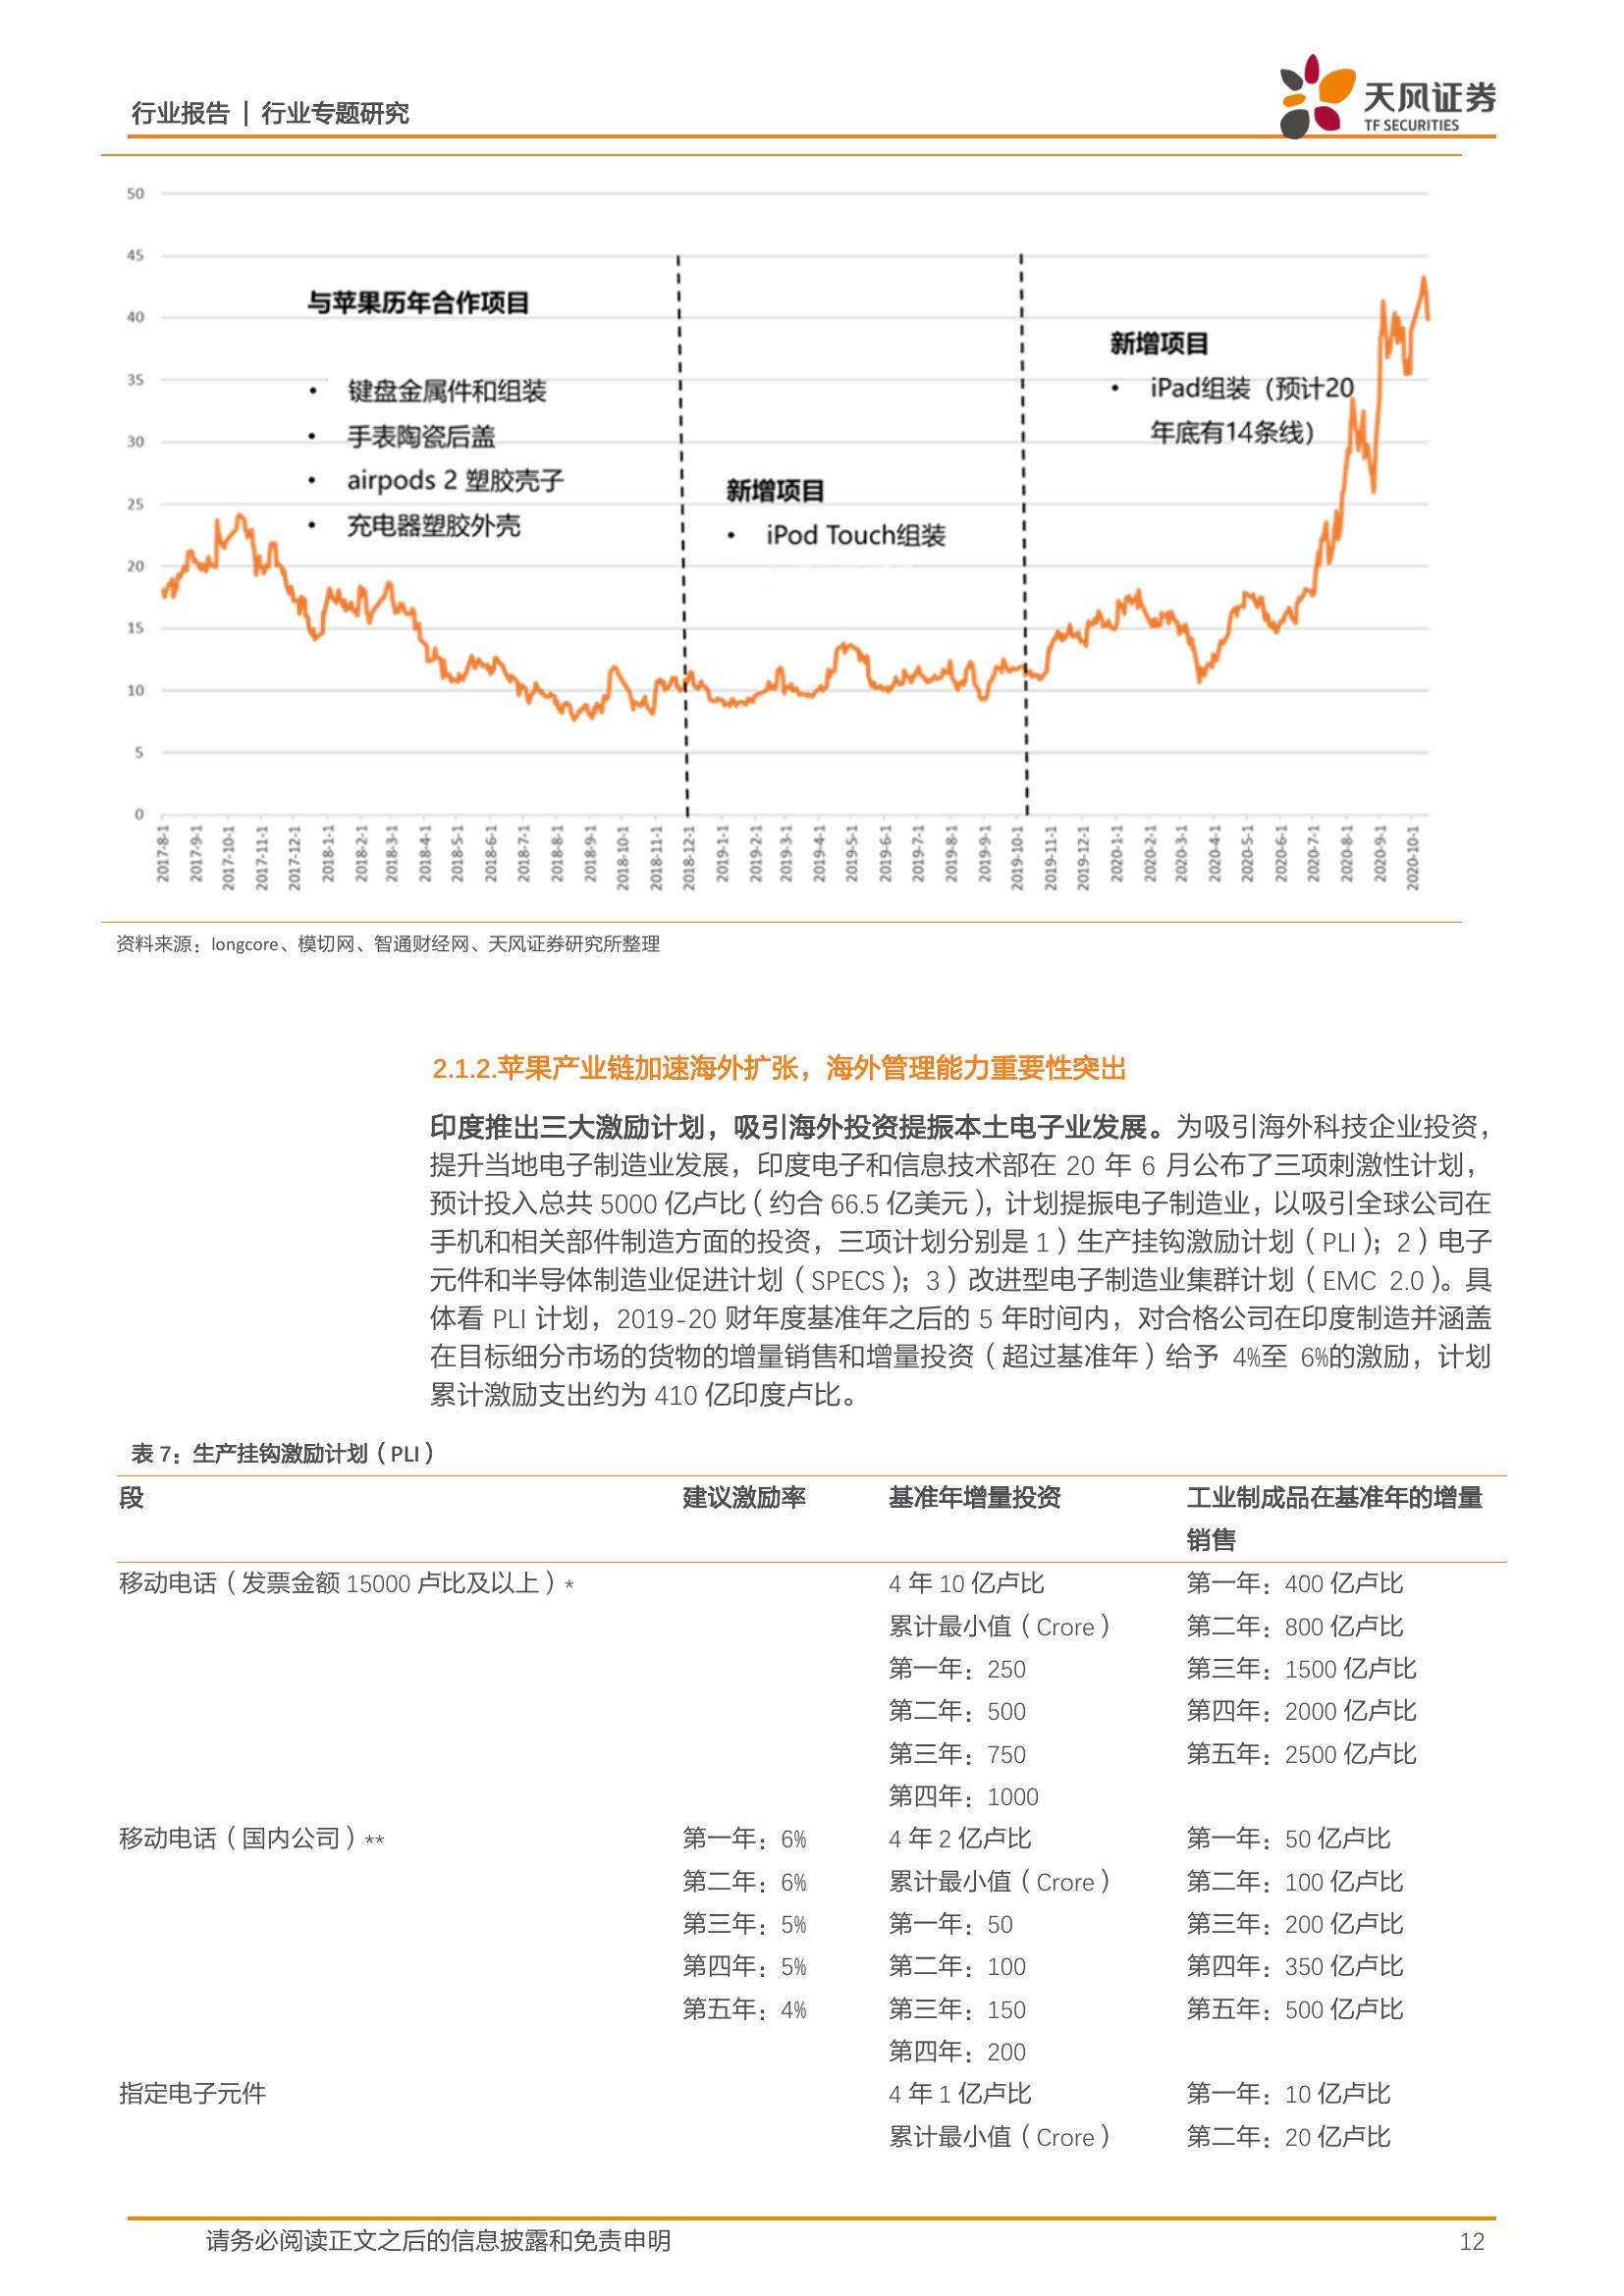 行业报告 | 行业专题研究
天风证券
TF SECURITIES
50
45
40
35
30
25
20
15
10
5
0
与苹果历年合作项目
• 键盘金属件和组装
• 手表陶瓷后盖
• airpods 2 塑胶壳子
• 充电器塑胶外壳
新增项目
• iPod Touch组装
新增项目
• iPad组装（预计20
年底有14条线）
2017-8-1
2017-9-1
2017-10-1
2017-11-1
2017-12-1
2018-1-1
2018-2-1
2018-3-1
2018-4-1
2018-5-1
2018-6-1
2018-7-1
2018-8-1
2018-9-1
2018-10-1
2018-11-1
2018-12-1
2019-1-1
2019-2-1
2019-3-1
2019-4-1
2019-5-1
2019-6-1
2019-7-1
2019-8-1
2019-9-1
2019-10-1
2019-11-1
2019-12-1
2020-1-1
2020-2-1
2020-3-1
2020-4-1
2020-5-1
2020-6-1
2020-7-1
2020-8-1
2020-9-1
2020-10-1
资料来源：longcore、模切网、智通财经网、天风证券研究所整理
2.1.2.苹果产业链加速海外扩张，海外管理能力重要性突出
印度推出三大激励计划，吸引海外投资提振本土电子业发展。为吸引海外科技企业投资，
提升当地电子制造业发展，印度电子和信息技术部在 20 年 6 月公布了三项刺激性计划，
预计投入总共 5000 亿卢比（约合 66.5 亿美元），计划提振电子制造业，以吸引全球公司在
手机和相关部件制造方面的投资，三项计划分别是 1）生产挂钩激励计划（PLI）；2）电子
元件和半导体制造业促进计划（SPECS）；3）改进型电子制造业集群计划（EMC 2.0）。具
体看 PLI 计划，2019-20 财年度基准年之后的 5 年时间内，对合格公司在印度制造并涵盖
在目标细分市场的货物的增量销售和增量投资（超过基准年）给予 4%至 6%的激励，计划
累计激励支出约为 410 亿印度卢比。
表 7：生产挂钩激励计划（PLI）
段 建议激励率 基准年增量投资 工业制成品在基准年的增量
销售
移动电话（发票金额 15000 卢比及以上）* 4 年 10 亿卢比 第一年：400 亿卢比
累计最小值（Crore） 第二年：800 亿卢比
第一年：250 第三年：1500 亿卢比
第二年：500 第四年：2000 亿卢比
第三年：750 第五年：2500 亿卢比
第四年：1000
移动电话（国内公司）** 第一年：6% 4 年 2 亿卢比 第一年：50 亿卢比
第二年：6% 累计最小值（Crore） 第二年：100 亿卢比
第三年：5% 第一年：50 第三年：200 亿卢比
第四年：5% 第二年：100 第四年：350 亿卢比
第五年：4% 第三年：150 第五年：500 亿卢比
第四年：200
指定电子元件 4 年 1 亿卢比 第一年：10 亿卢比
累计最小值（Crore） 第二年：20 亿卢比
请务必阅读正文之后的信息披露和免责申明 12